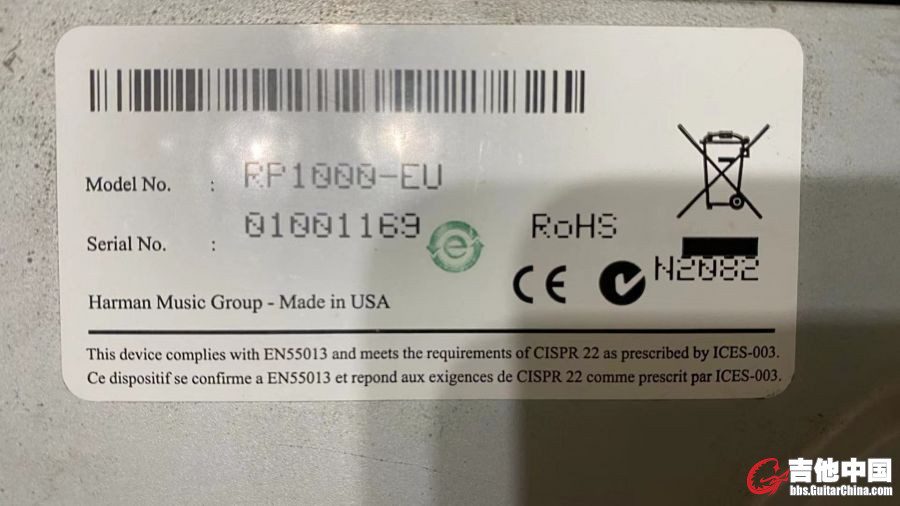 Model No. : RP1000-EU
Serial No. : 01001169
e
RoHS
CE
N2082
Harman Music Group - Made in USA
This device complies with EN55013 and meets the requirements of CISPR 22 as prescribed by ICES-003.
Ce dispositif se confirme a EN55013 et repond aux exigences de CISPR 22 comme prescrit par ICES-003.
吉他中国
bbs.GuitarChina.com